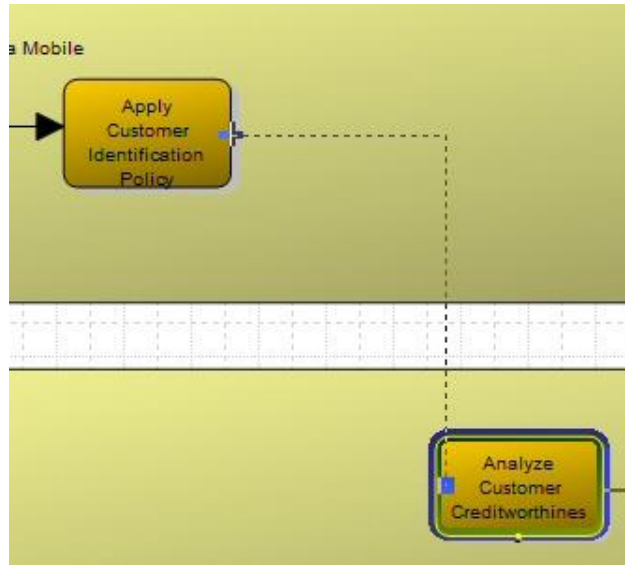 a Mobile
Apply
Customer
Identification
Policy
Analyze
Customer
Creditworthines